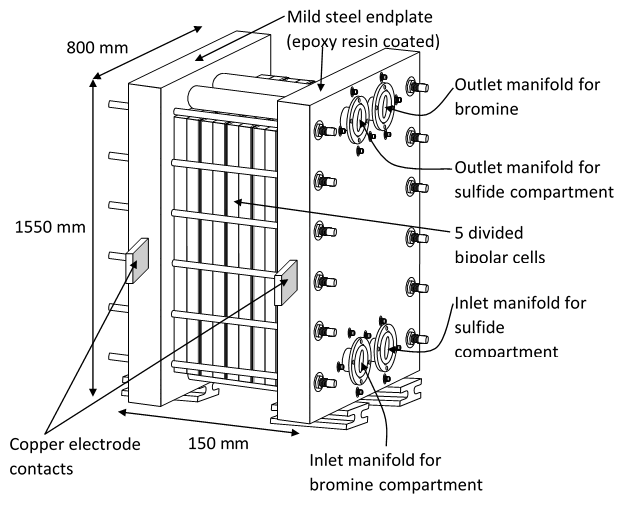 Mild steel endplate
(epoxy resin coated)
800 mm
Outlet manifold for
bromine
Outlet manifold for
sulfide compartment
1550 mm
5 divided
bipolar cells
Inlet manifold for
sulfide
compartment
Copper electrode
contacts
150 mm
Inlet manifold for
bromine compartment